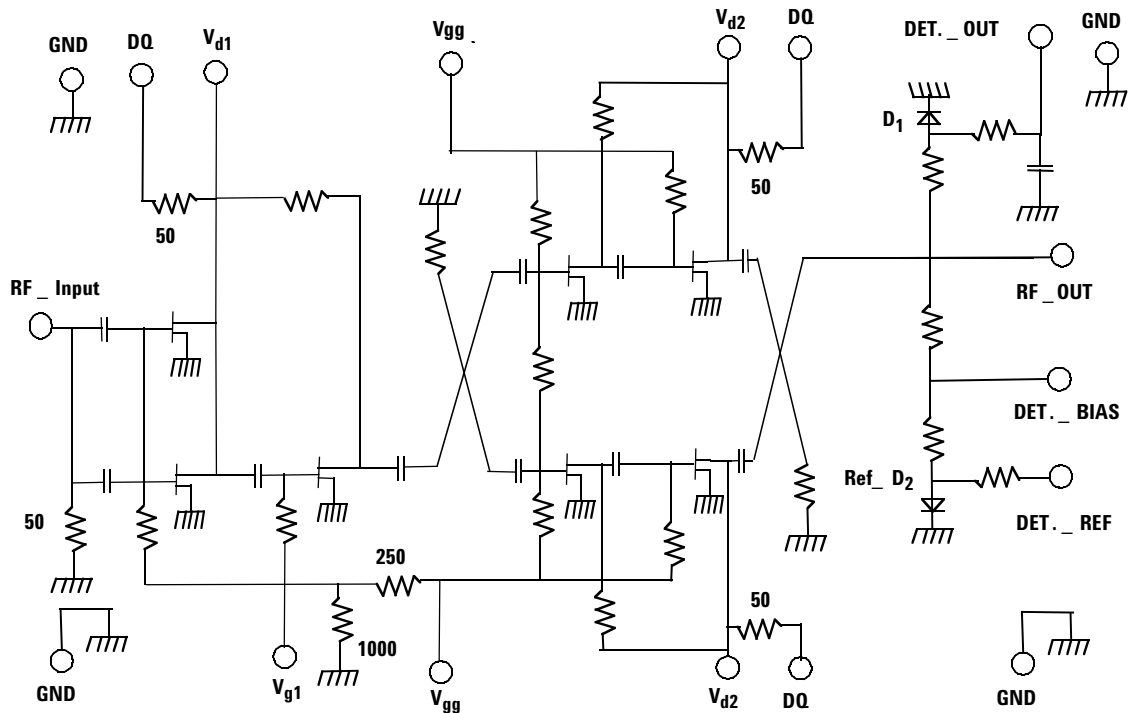 GND
DQ
Vd1
Vgg
Vd2
DQ
DET. _ OUT
GND
D1
50
50
RF _ Input
RF _OUT
DET. _ BIAS
Ref_ D2
50
DET. _ REF
250
50
1000
GND
Vg1
Vgg
Vd2
DQ
GND